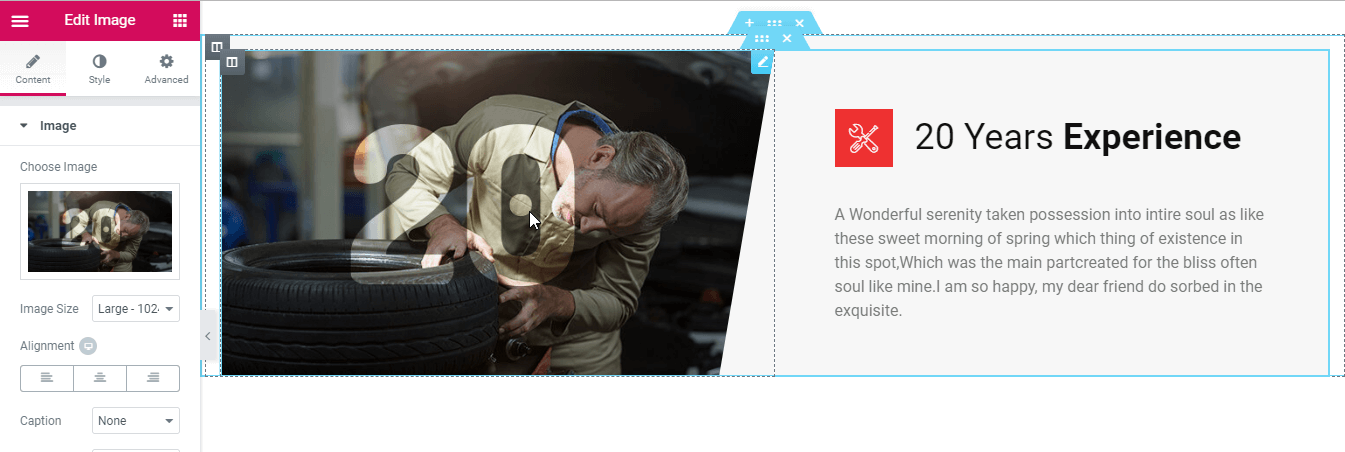 Edit Image
Content
Style
Advanced
Image
Choose Image
20
Image Size
Large - 102
Alignment
Caption
None
20
20 Years Experience
A Wonderful serenity taken possession into intire soul as like
these sweet morning of spring which thing of existence in
this spot,Which was the main partcreated for the bliss often
soul like mine.I am so happy, my dear friend do sorbed in the
exquisite.